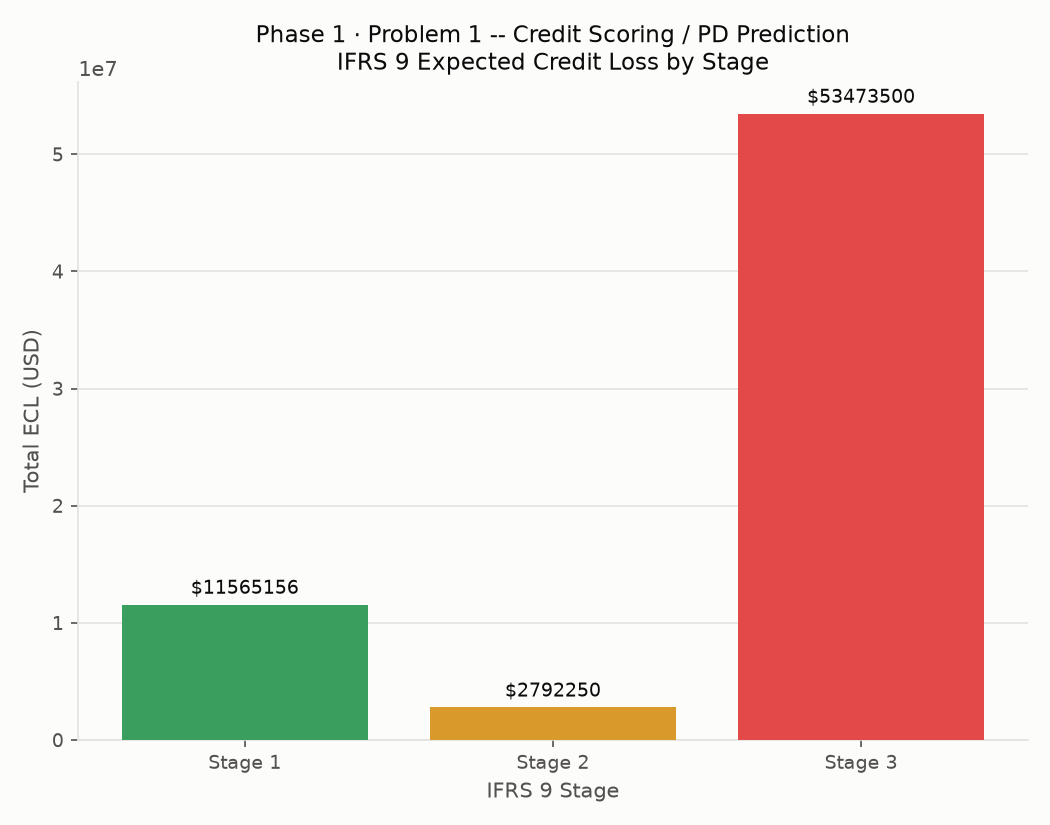 Phase 1 · Problem 1 -- Credit Scoring / PD Prediction
IFRS 9 Expected Credit Loss by Stage
1e7
$53473500
5
4
3
2
1
0
Total ECL (USD)
$11565156
$2792250
Stage 1
Stage 2
Stage 3
IFRS 9 Stage